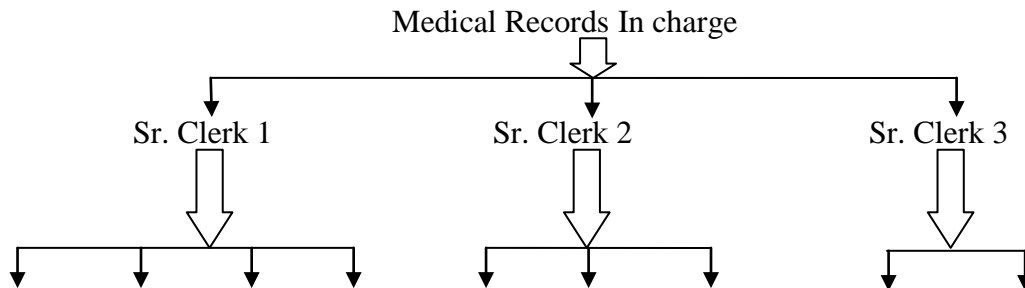 Medical Records In charge
Sr. Clerk 1 Sr. Clerk 2 Sr. Clerk 3